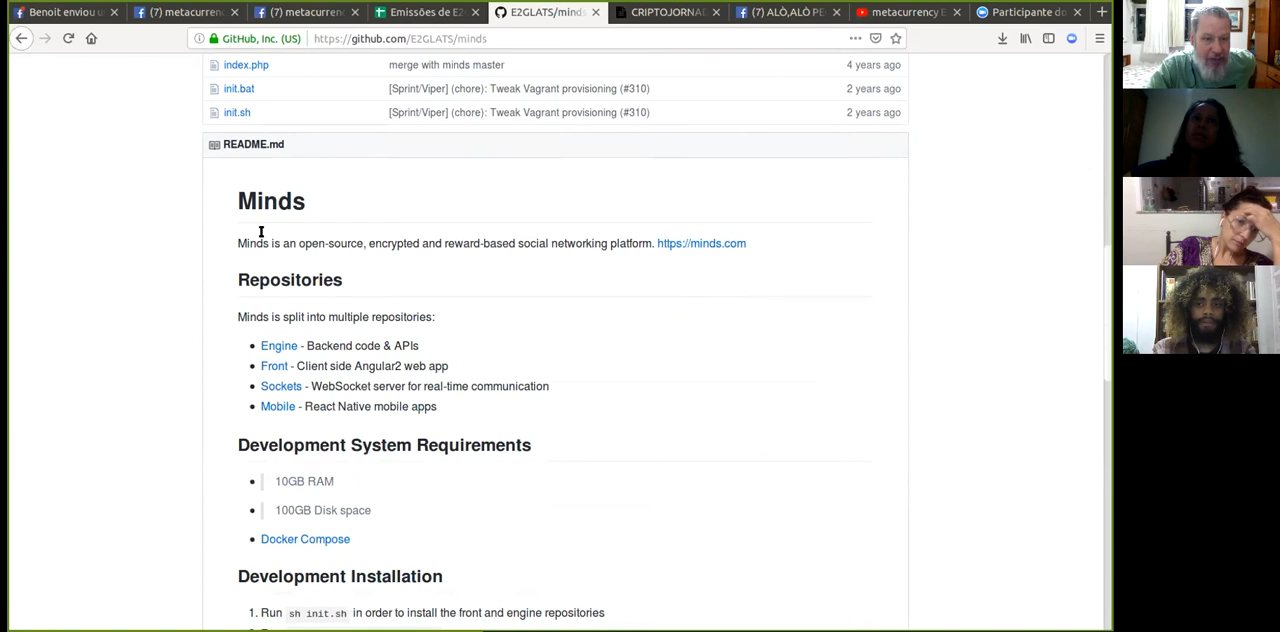 Benoit enviou u
(7) metacurren
(7) metacurren
Emissões de E2
E2GLATS/minds
CRIPTOJORNA
(7) ALÒ,ALÒ PE
metacurrency E
Participante do
GitHub, Inc. (US) https://github.com/E2GLATS/minds
index.php merge with minds master 4 years ago
init.bat [Sprint/Viper] (chore): Tweak Vagrant provisioning (#310) 2 years ago
init.sh [Sprint/Viper] (chore): Tweak Vagrant provisioning (#310) 2 years ago
README.md
Minds
Minds is an open-source, encrypted and reward-based social networking platform. https://minds.com
Repositories
Minds is split into multiple repositories:
Engine - Backend code & APIs
Front - Client side Angular2 web app
Sockets - WebSocket server for real-time communication
Mobile - React Native mobile apps
Development System Requirements
10GB RAM
100GB Disk space
Docker Compose
Development Installation
1. Run sh init.sh in order to install the front and engine repositories